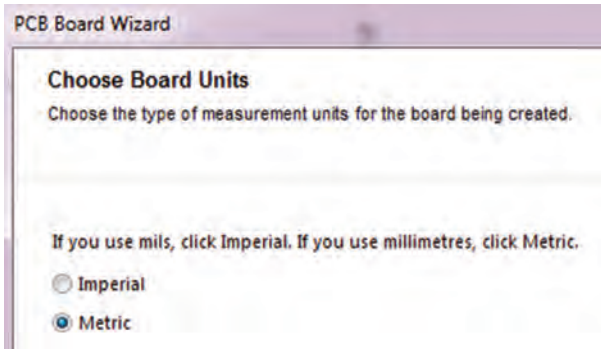 PCB Board Wizard
Choose Board Units
Choose the type of measurement units for the board being created.
If you use mils, click Imperial. If you use millimetres, click Metric.
Imperial
Metric